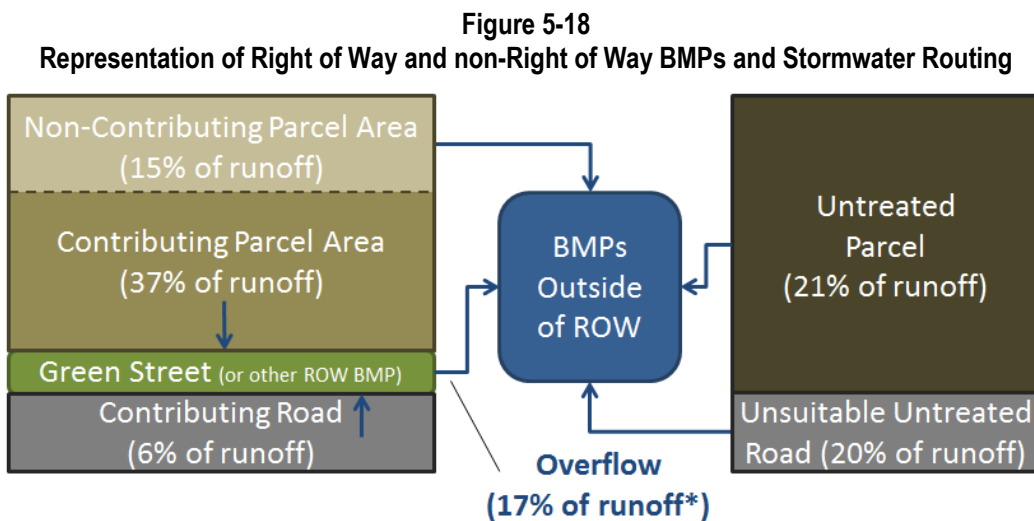 Figure 5-18
Representation of Right of Way and non-Right of Way BMPs and Stormwater Routing
Non-Contributing Parcel Area
(15% of runoff)
Contributing Parcel Area
(37% of runoff)
Green Street (or other ROW BMP)
Contributing Road
(6% of runoff)
BMPs
Outside
of ROW
Overflow
(17% of runoff*)
Untreated
Parcel
(21% of runoff)
Unsuitable Untreated
Road (20% of runoff)